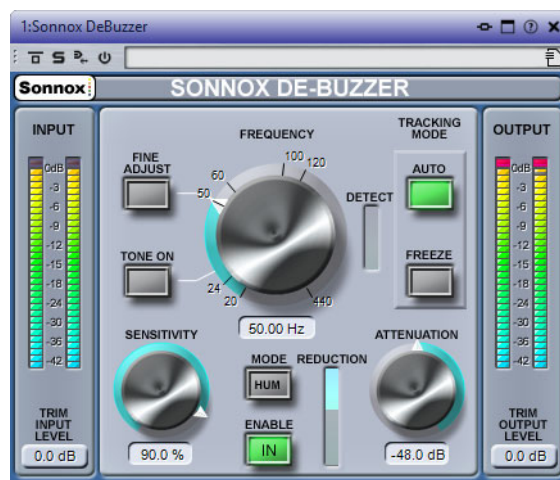 1:Sonnox DeBuzzer
Sonnox
SONNOX DE-BUZZER
INPUT
0dB
-3
-6
-9
-12
-15
-18
-24
-30
-36
-42
TRIM
INPUT
LEVEL
0.0 dB
FREQUENCY
FINE
ADJUST
TONE ON
20
24
50
60
100
120
440
50.00 Hz
DETECT
TRACKING
MODE
AUTO
FREEZE
SENSITIVITY
90.0 %
MODE
HUM
ENABLE
IN
REDUCTION
ATTENUATION
-48.0 dB
OUTPUT
0dB
-3
-6
-9
-12
-15
-18
-24
-30
-36
-42
TRIM
OUTPUT
LEVEL
0.0 dB